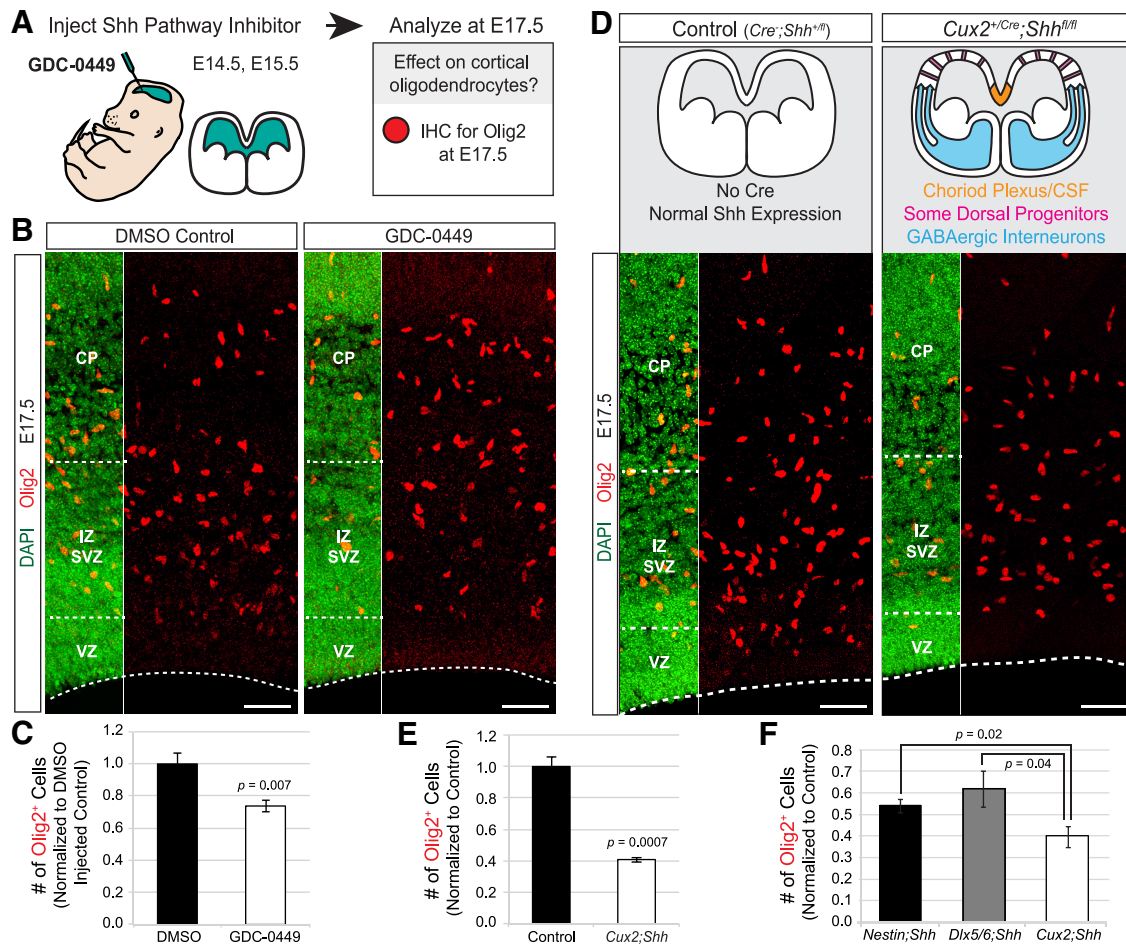 A
Inject Shh Pathway Inhibitor
Analyze at E17.5
GDC-0449
E14.5, E15.5
Effect on cortical
oligodendrocytes?
IHC for Olig2
at E17.5
B
DMSO Control
GDC-0449
DAPI Olig2 E17.5
CP
IZ
SVZ
VZ
CP
IZ
SVZ
VZ
C
# of Olig2+ Cells
(Normalized to DMSO
Injected Control)
1.2
1.0
0.8
0.6
0.4
0.2
0.0
p = 0.007
DMSO
GDC-0449
D
Control (Cre-;Shh+/fl)
Cux2+/Cre;Shhfl/fl
No Cre
Normal Shh Expression
Choriod Plexus/CSF
Some Dorsal Progenitors
GABAergic Interneurons
DAPI Olig2 E17.5
CP
IZ
SVZ
VZ
CP
IZ
SVZ
VZ
E
# of Olig2+ Cells
(Normalized to Control)
1.2
1.0
0.8
0.6
0.4
0.2
0.0
p = 0.0007
Control
Cux2;Shh
F
# of Olig2+ Cells
(Normalized to Control)
0.8
0.7
0.6
0.5
0.4
0.3
0.2
0.1
0.0
p = 0.02
p = 0.04
Nestin;Shh
Dlx5/6;Shh
Cux2;Shh